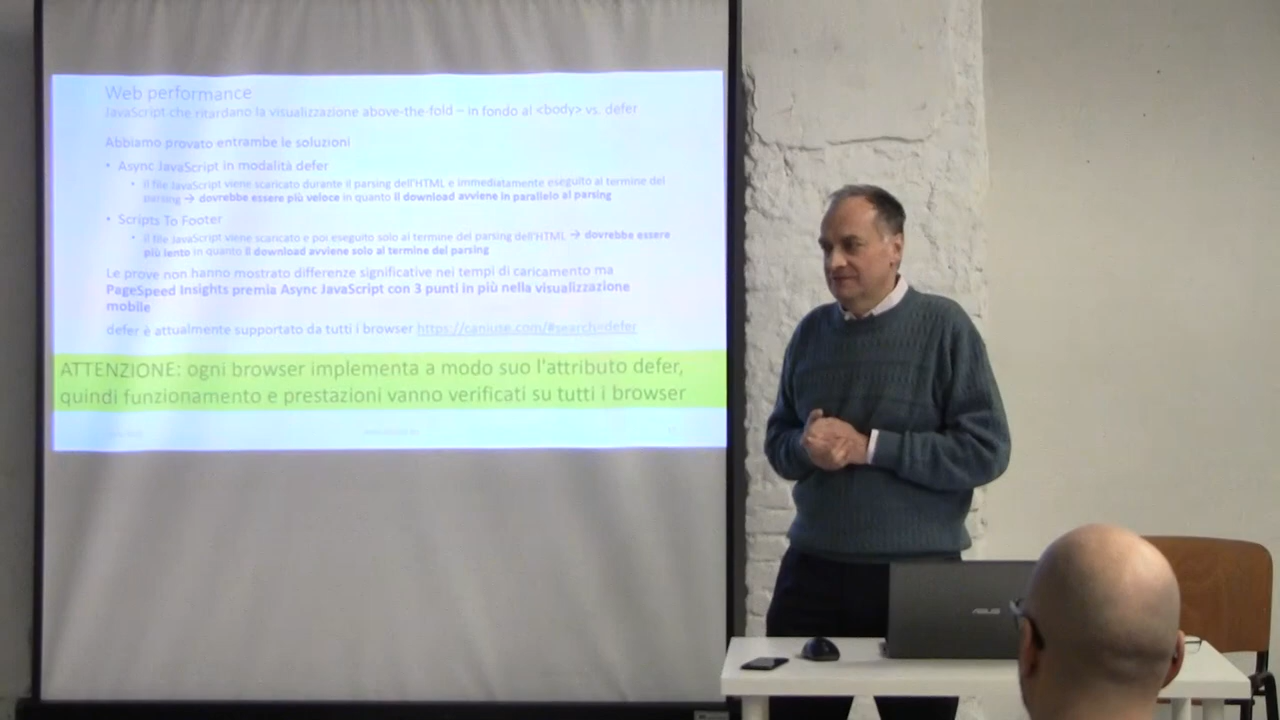 Web performance
JavaScript che ritardano la visualizzazione above-the-fold – in fondo al <body> vs. defer
Abbiamo provato entrambe le soluzioni
• Async JavaScript in modalità defer
• il file JavaScript viene scaricato durante il parsing dell'HTML e immediatamente eseguito al termine del
parsing → dovrebbe essere più veloce in quanto il download avviene in parallelo al parsing
• Scripts To Footer
• il file JavaScript viene scaricato e poi eseguito solo al termine del parsing dell'HTML → dovrebbe essere
più lento in quanto il download avviene solo al termine del parsing
Le prove non hanno mostrato differenze significative nei tempi di caricamento ma
PageSpeed Insights premia Async JavaScript con 3 punti in più nella visualizzazione
mobile
defer è attualmente supportato da tutti i browser https://caniuse.com/#search=defer
ATTENZIONE: ogni browser implementa a modo suo l'attributo defer,
quindi funzionamento e prestazioni vanno verificati su tutti i browser
ASUS